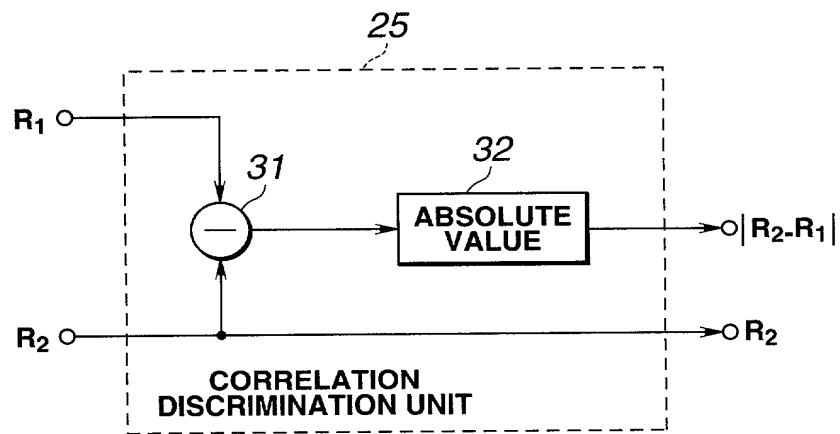 25
R₁
31
32
ABSOLUTE
VALUE
|R₂-R₁|
R₂
R₂
CORRELATION
DISCRIMINATION UNIT